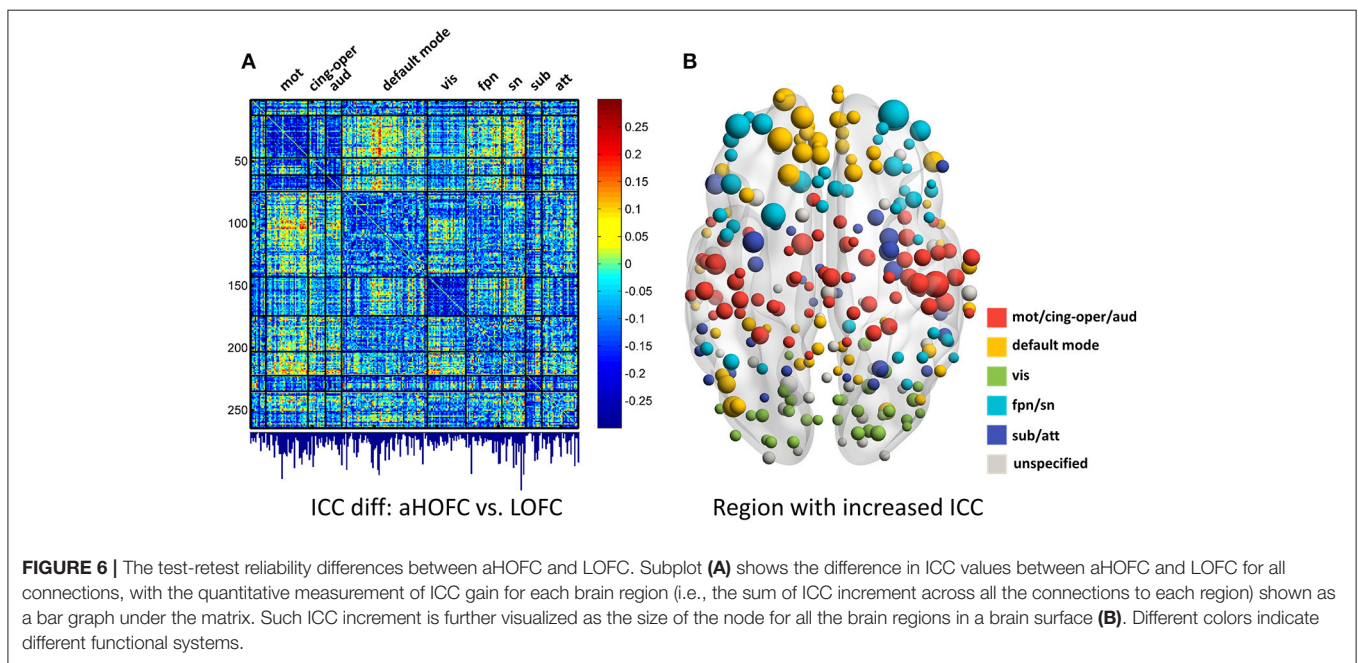 A
mot
cing-oper
aud
default mode
vis
fpn
sn
sub
att
50
100
150
200
250
0.25
0.2
0.15
0.1
0.05
0
-0.05
-0.1
-0.15
-0.2
-0.25
ICC diff: aHOFC vs. LOFC
B
mot/cing-oper/aud
default mode
vis
fpn/sn
sub/att
unspecified
Region with increased ICC
FIGURE 6 | The test-retest reliability differences between aHOFC and LOFC. Subplot (A) shows the difference in ICC values between aHOFC and LOFC for all
connections, with the quantitative measurement of ICC gain for each brain region (i.e., the sum of ICC increment across all the connections to each region) shown as
a bar graph under the matrix. Such ICC increment is further visualized as the size of the node for all the brain regions in a brain surface (B). Different colors indicate
different functional systems.